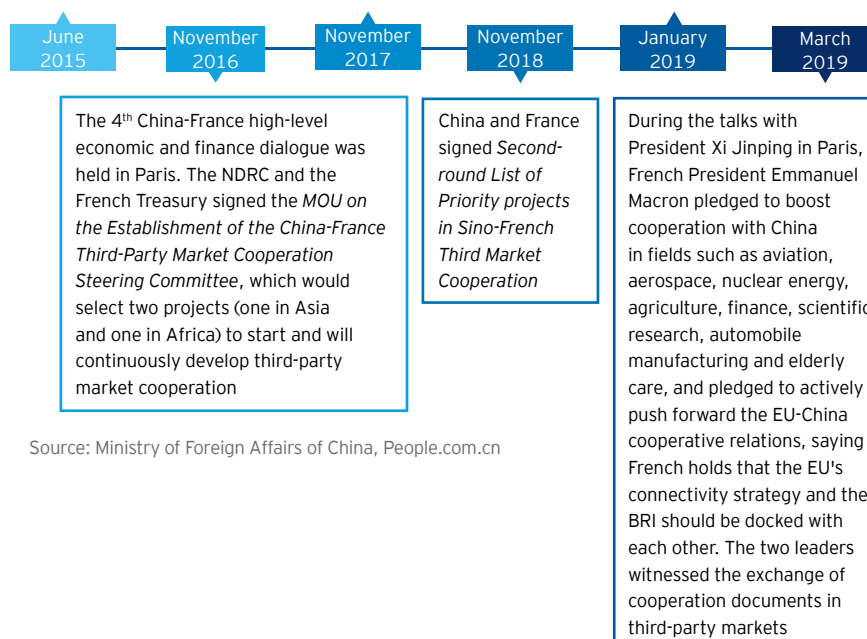 June
2015
November
2016
November
2017
November
2018
January
2019
March
2019
The 4th China-France high-level
economic and finance dialogue was
held in Paris. The NDRC and the
French Treasury signed the MOU on
the Establishment of the China-France
Third-Party Market Cooperation
Steering Committee, which would
select two projects (one in Asia
and one in Africa) to start and will
continuously develop third-party
market cooperation
China and France
signed Second-
round List of
Priority projects
in Sino-French
Third Market
Cooperation
During the talks with
President Xi Jinping in Paris,
French President Emmanuel
Macron pledged to boost
cooperation with China
in fields such as aviation,
aerospace, nuclear energy,
agriculture, finance, scientific
research, automobile
manufacturing and elderly
care, and pledged to actively
push forward the EU-China
cooperative relations, saying
French holds that the EU's
connectivity strategy and the
BRI should be docked with
each other. The two leaders
witnessed the exchange of
cooperation documents in
third-party markets
Source: Ministry of Foreign Affairs of China, People.com.cn